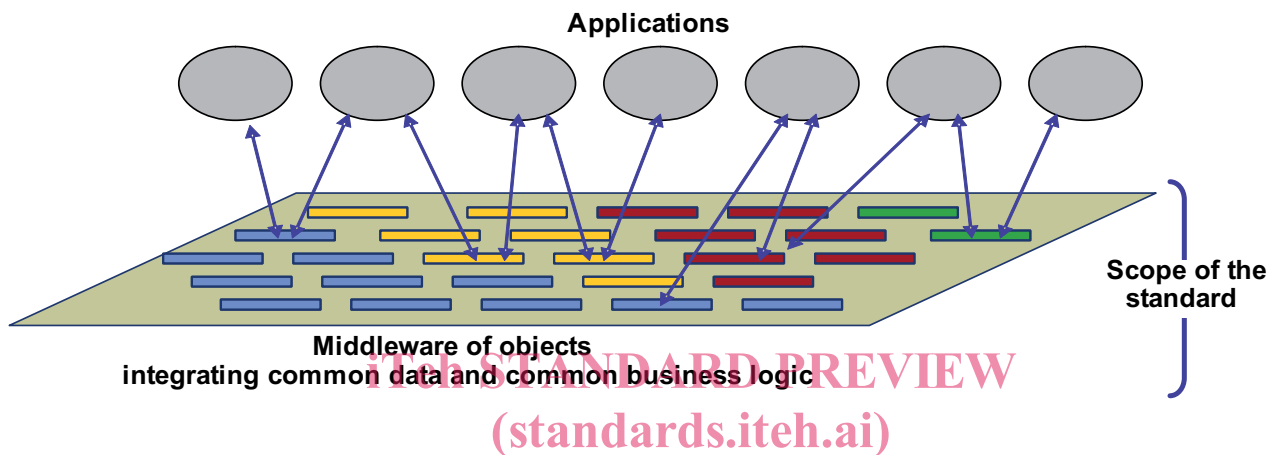 Applications
Scope of the
standard
Middleware of objects
integrating common data and common business logic
iTeh STANDARD PREVIEW
(standards.iteh.ai)